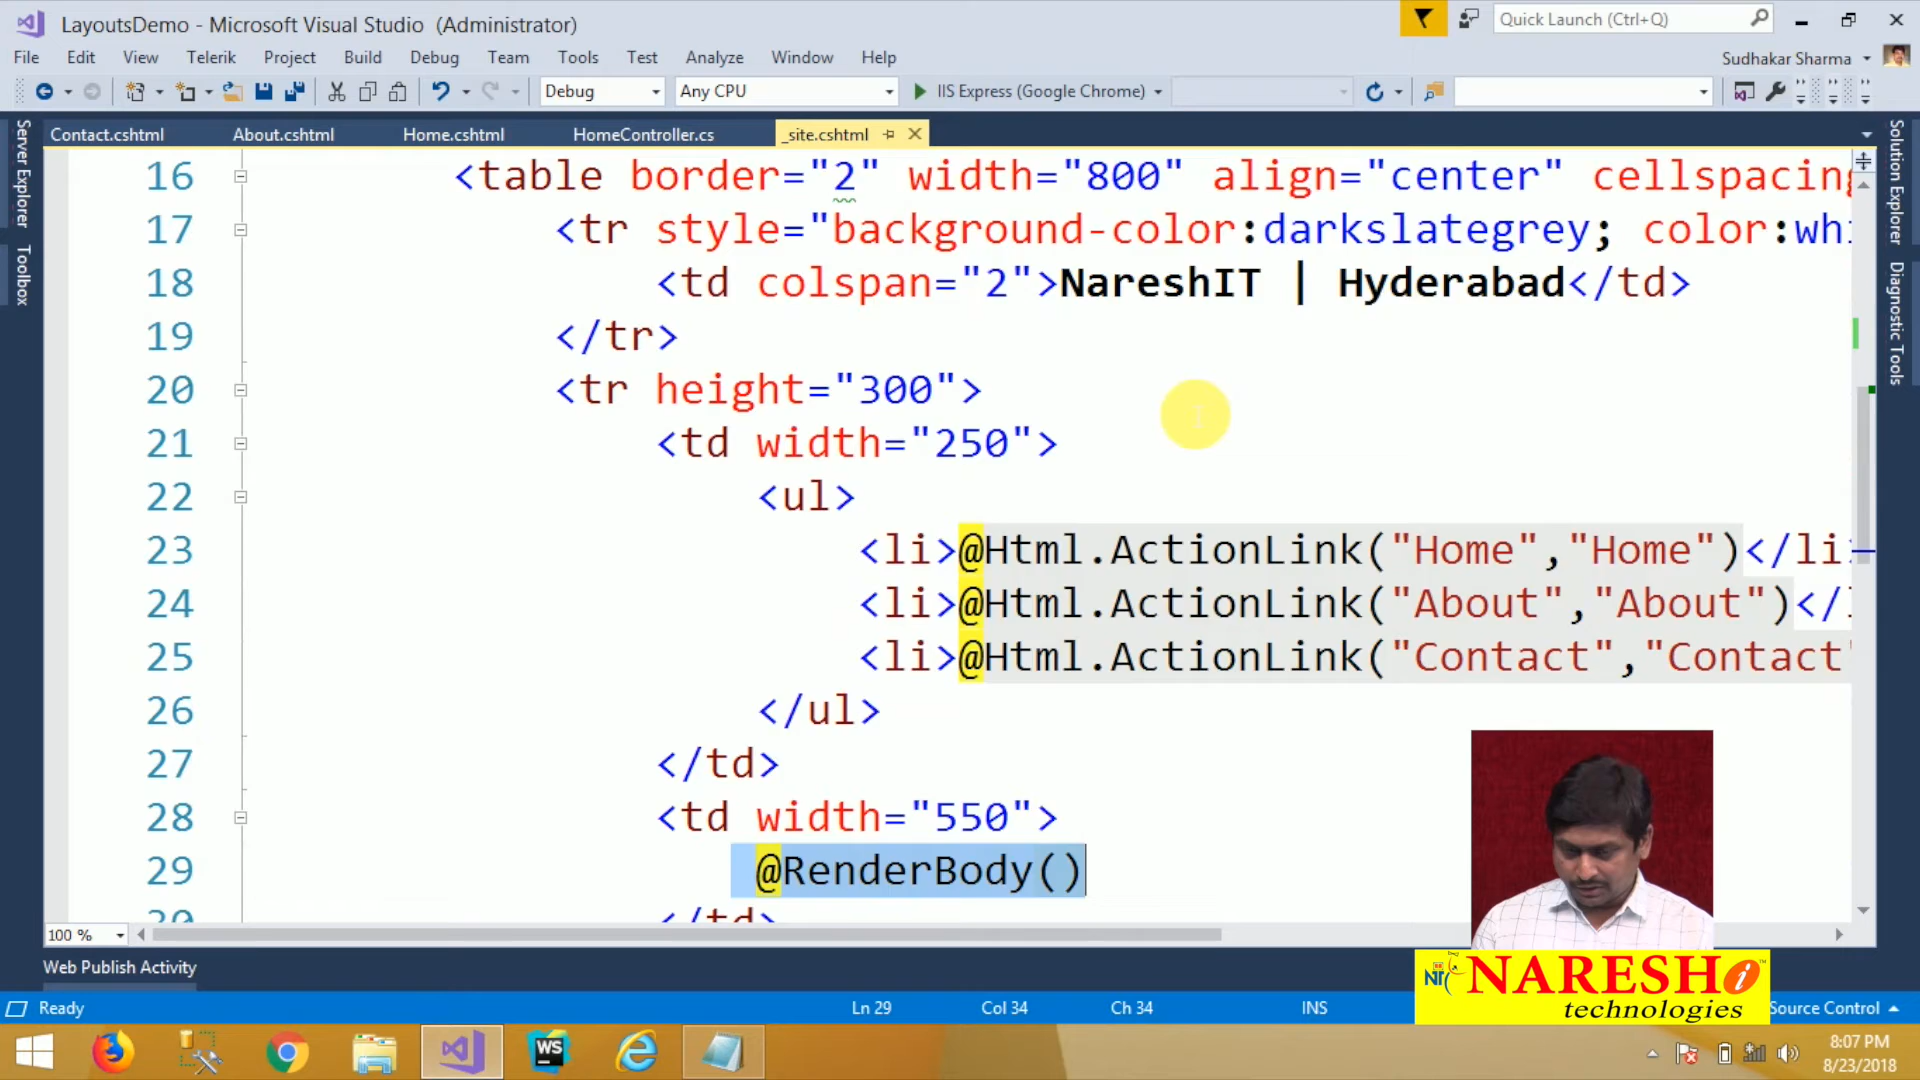 LayoutsDemo - Microsoft Visual Studio (Administrator)
Quick Launch (Ctrl+Q)
File Edit View Telerik Project Build Debug Team Tools Test Analyze Window Help
Sudhakar Sharma
Debug Any CPU IIS Express (Google Chrome)
Server Explorer
Toolbox
Solution Explorer
Diagnostic Tools
Contact.cshtml About.cshtml Home.cshtml HomeController.cs _site.cshtml
16 <table border="2" width="800" align="center" cellspacing
17 <tr style="background-color:darkslategrey; color:whi
18 <td colspan="2">NareshIT | Hyderabad</td>
19 </tr>
20 <tr height="300">
21 <td width="250">
22 <ul>
23 <li>@Html.ActionLink("Home","Home")</li
24 <li>@Html.ActionLink("About","About")</l
25 <li>@Html.ActionLink("Contact","Contact"
26 </ul>
27 </td>
28 <td width="550">
29 @RenderBody()
30 </td>
100 %
Web Publish Activity
Ready Ln 29 Col 34 Ch 34 INS
Source Control
NARESH i
technologies
WS
8:07 PM
8/23/2018